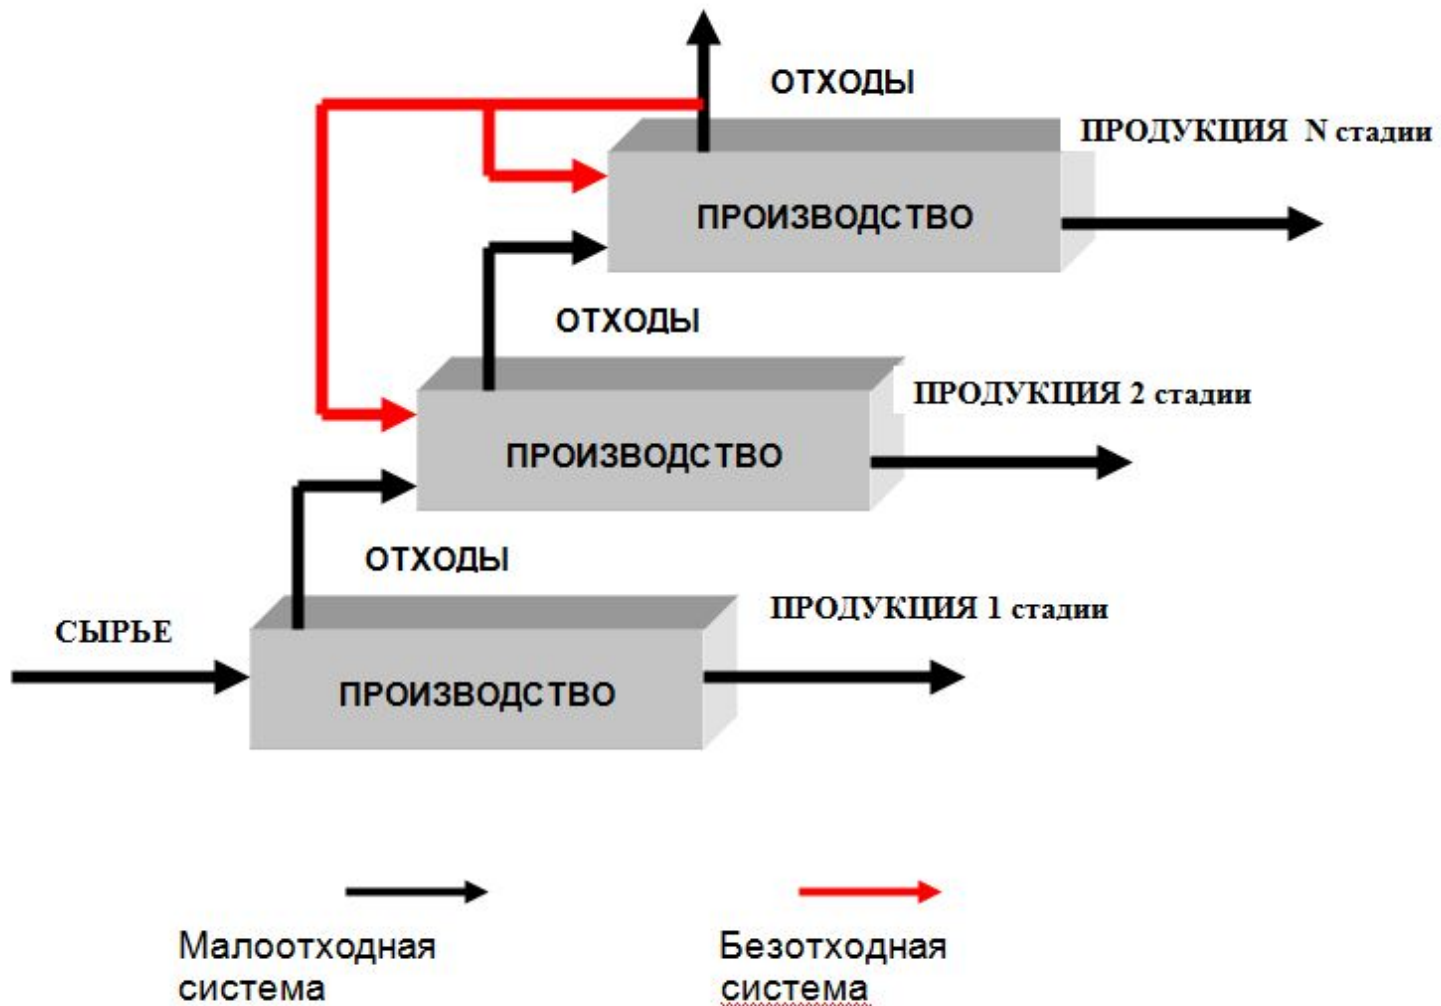 ОТХОДЫ
ПРОДУКЦИЯ N стадии
ПРОИЗВОДСТВО
ОТХОДЫ
ПРОДУКЦИЯ 2 стадии
ПРОИЗВОДСТВО
ОТХОДЫ
ПРОДУКЦИЯ 1 стадии
СЫРЬЕ
ПРОИЗВОДСТВО
Малоотходная
система
Безотходная
система